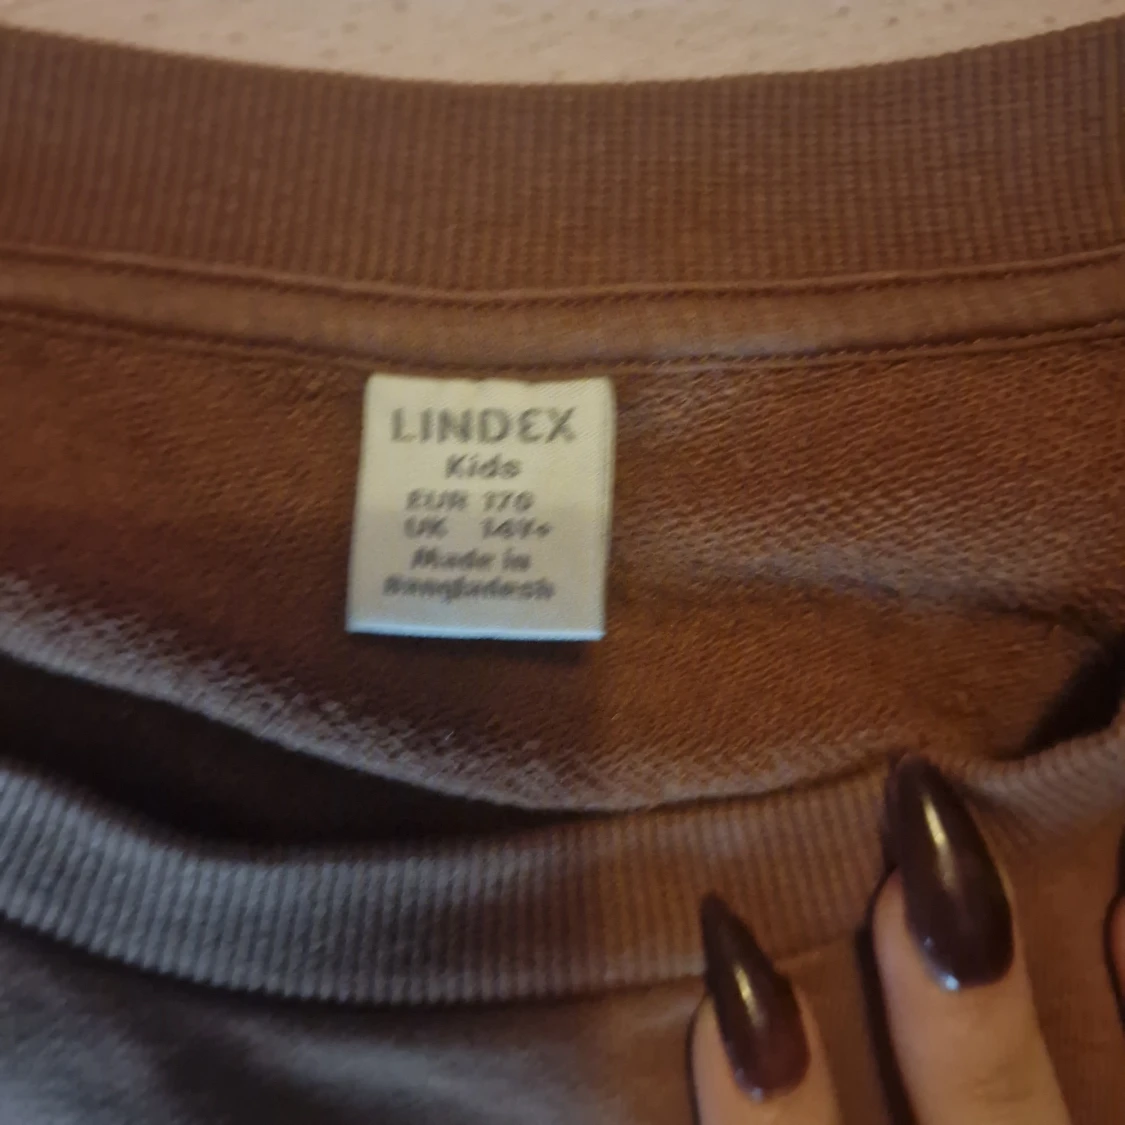 LINDEX
Kids
EUR 170
UK 14Y+
Made in
Bangladesh